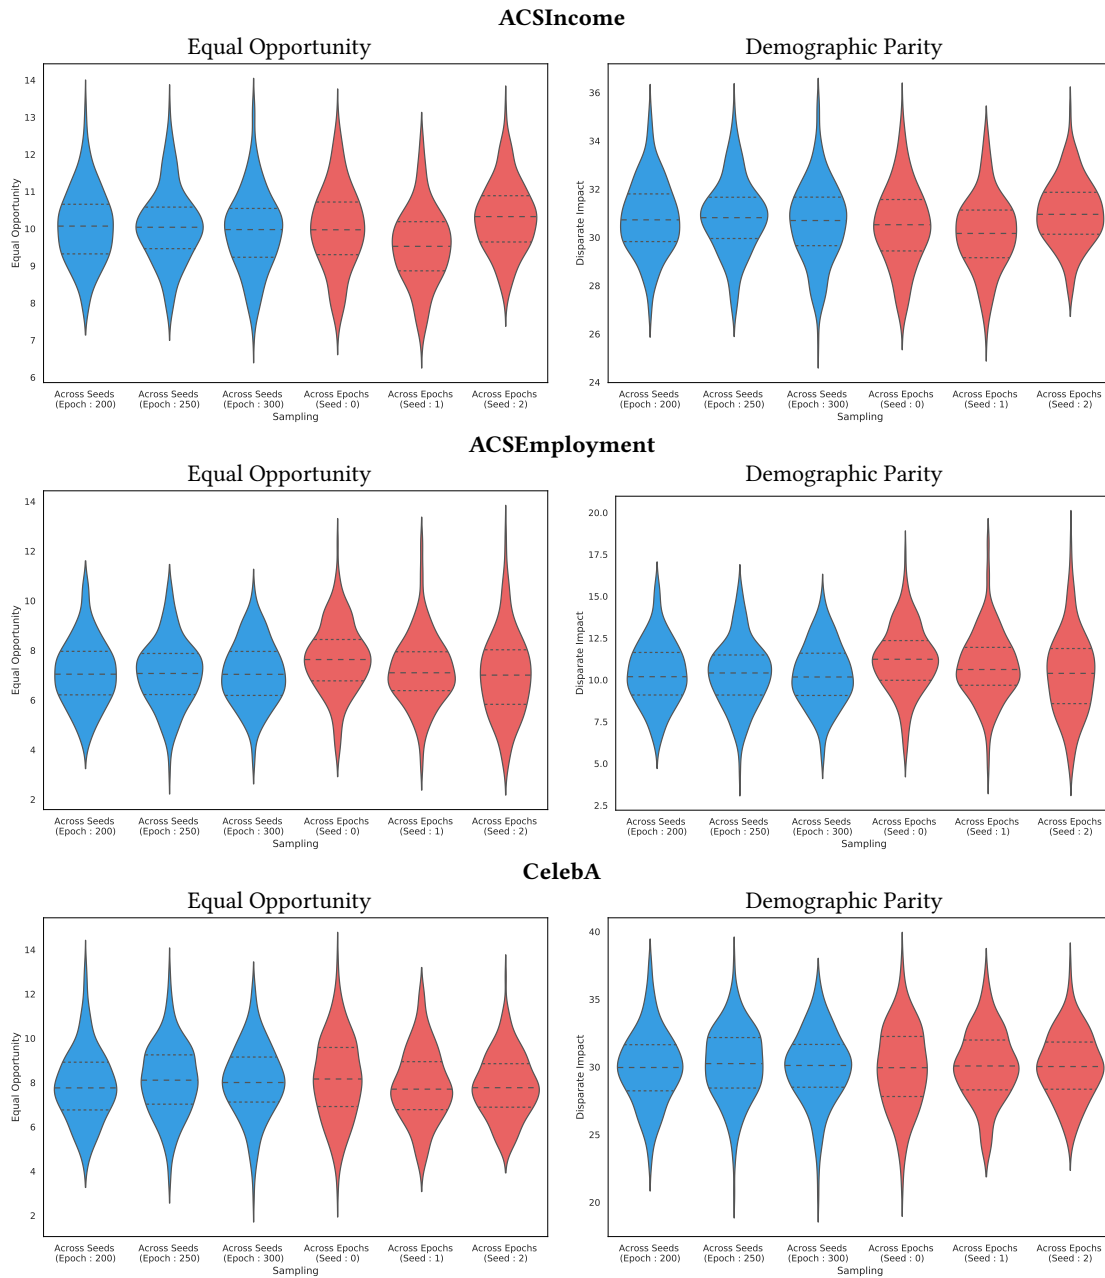 ACSIncome
Equal Opportunity
Demographic Parity
14
13
12
11
10
9
8
7
6
Equal Opportunity
Across Seeds
(Epoch : 200)
Across Seeds
(Epoch : 250)
Across Seeds
(Epoch : 300)
Across Epochs
(Seed : 0)
Across Epochs
(Seed : 1)
Across Epochs
(Seed : 2)
Sampling
36
34
32
30
28
26
24
Disparate Impact
Across Seeds
(Epoch : 200)
Across Seeds
(Epoch : 250)
Across Seeds
(Epoch : 300)
Across Epochs
(Seed : 0)
Across Epochs
(Seed : 1)
Across Epochs
(Seed : 2)
Sampling
ACSEmployment
Equal Opportunity
Demographic Parity
14
12
10
8
6
4
2
Equal Opportunity
Across Seeds
(Epoch : 200)
Across Seeds
(Epoch : 250)
Across Seeds
(Epoch : 300)
Across Epochs
(Seed : 0)
Across Epochs
(Seed : 1)
Across Epochs
(Seed : 2)
Sampling
20.0
17.5
15.0
12.5
10.0
7.5
5.0
2.5
Disparate Impact
Across Seeds
(Epoch : 200)
Across Seeds
(Epoch : 250)
Across Seeds
(Epoch : 300)
Across Epochs
(Seed : 0)
Across Epochs
(Seed : 1)
Across Epochs
(Seed : 2)
Sampling
CelebA
Equal Opportunity
Demographic Parity
14
12
10
8
6
4
2
Equal Opportunity
Across Seeds
(Epoch : 200)
Across Seeds
(Epoch : 250)
Across Seeds
(Epoch : 300)
Across Epochs
(Seed : 0)
Across Epochs
(Seed : 1)
Across Epochs
(Seed : 2)
Sampling
40
35
30
25
20
Disparate Impact
Across Seeds
(Epoch : 200)
Across Seeds
(Epoch : 250)
Across Seeds
(Epoch : 300)
Across Epochs
(Seed : 0)
Across Epochs
(Seed : 1)
Across Epochs
(Seed : 2)
Sampling